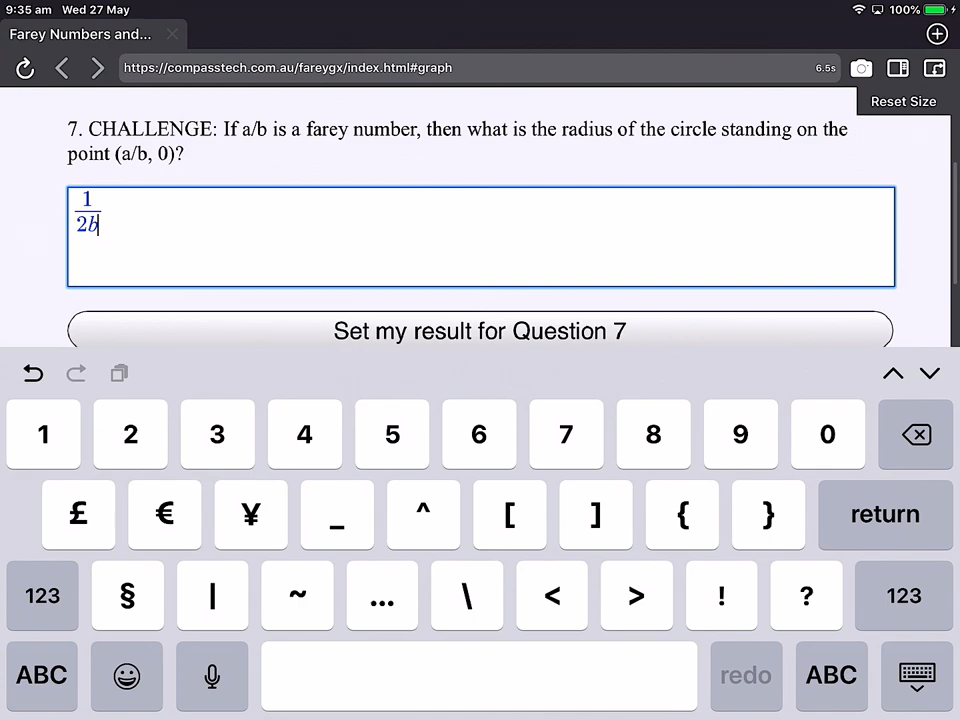 9:35 am Wed 27 May 100%
Farey Numbers and...
https://compasstech.com.au/fareygx/index.html#graph 6.5s
Reset Size
7. CHALLENGE: If a/b is a farey number, then what is the radius of the circle standing on the
point (a/b, 0)?
1
2b
Set my result for Question 7
1 2 3 4 5 6 7 8 9 0
£ € ¥ _ ^ [ ] { } return
123 § | ~ ... \ < > ! ? 123
ABC redo ABC